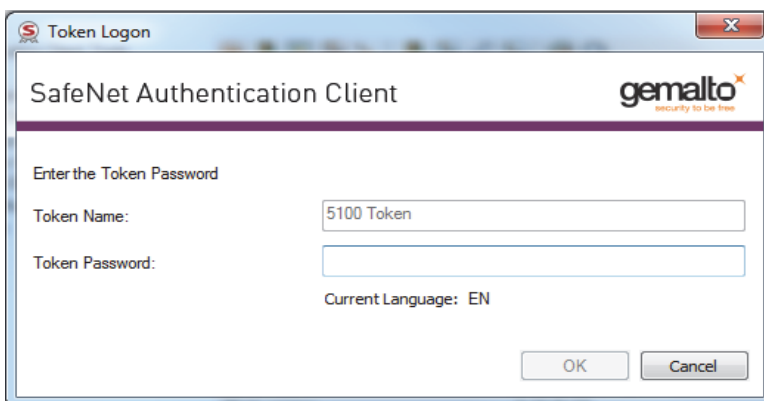 Token Logon
SafeNet Authentication Client
gemalto
security to be free
Enter the Token Password
Token Name: 5100 Token
Token Password:
Current Language: EN
OK Cancel